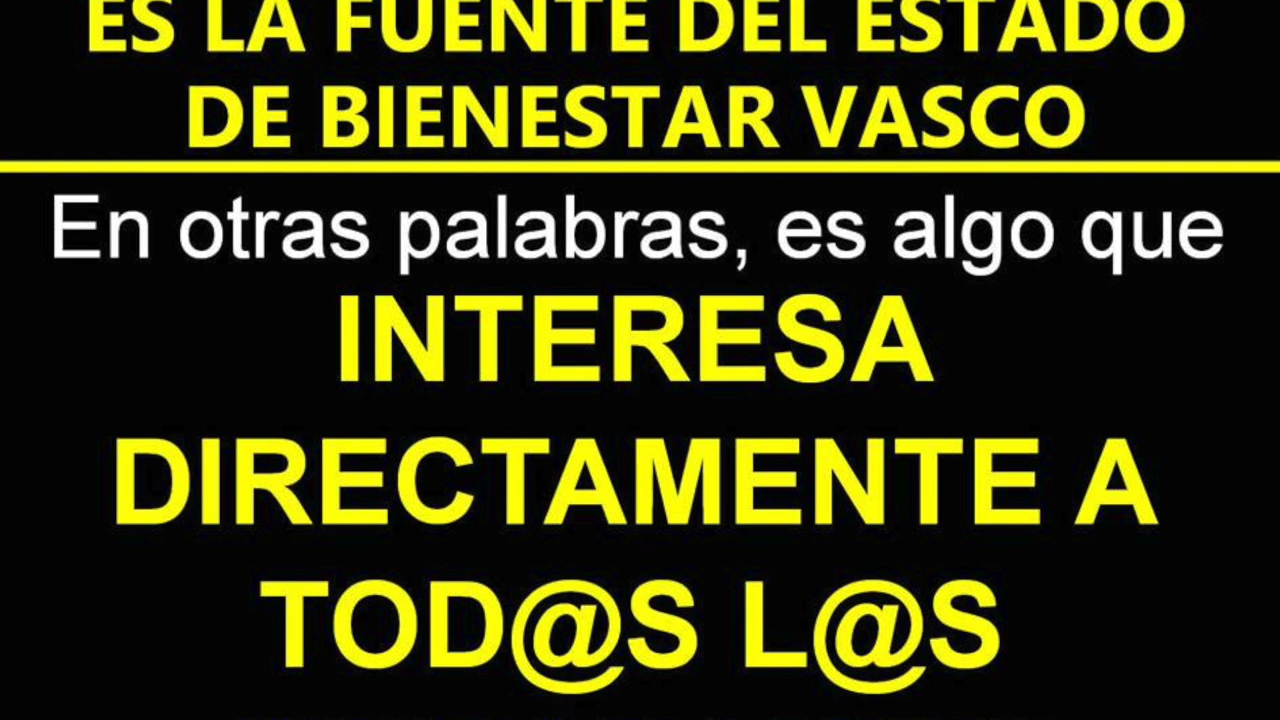 ES LA FUENTE DEL ESTADO
DE BIENESTAR VASCO
En otras palabras, es algo que
INTERESA
DIRECTAMENTE A
TOD@S L@S